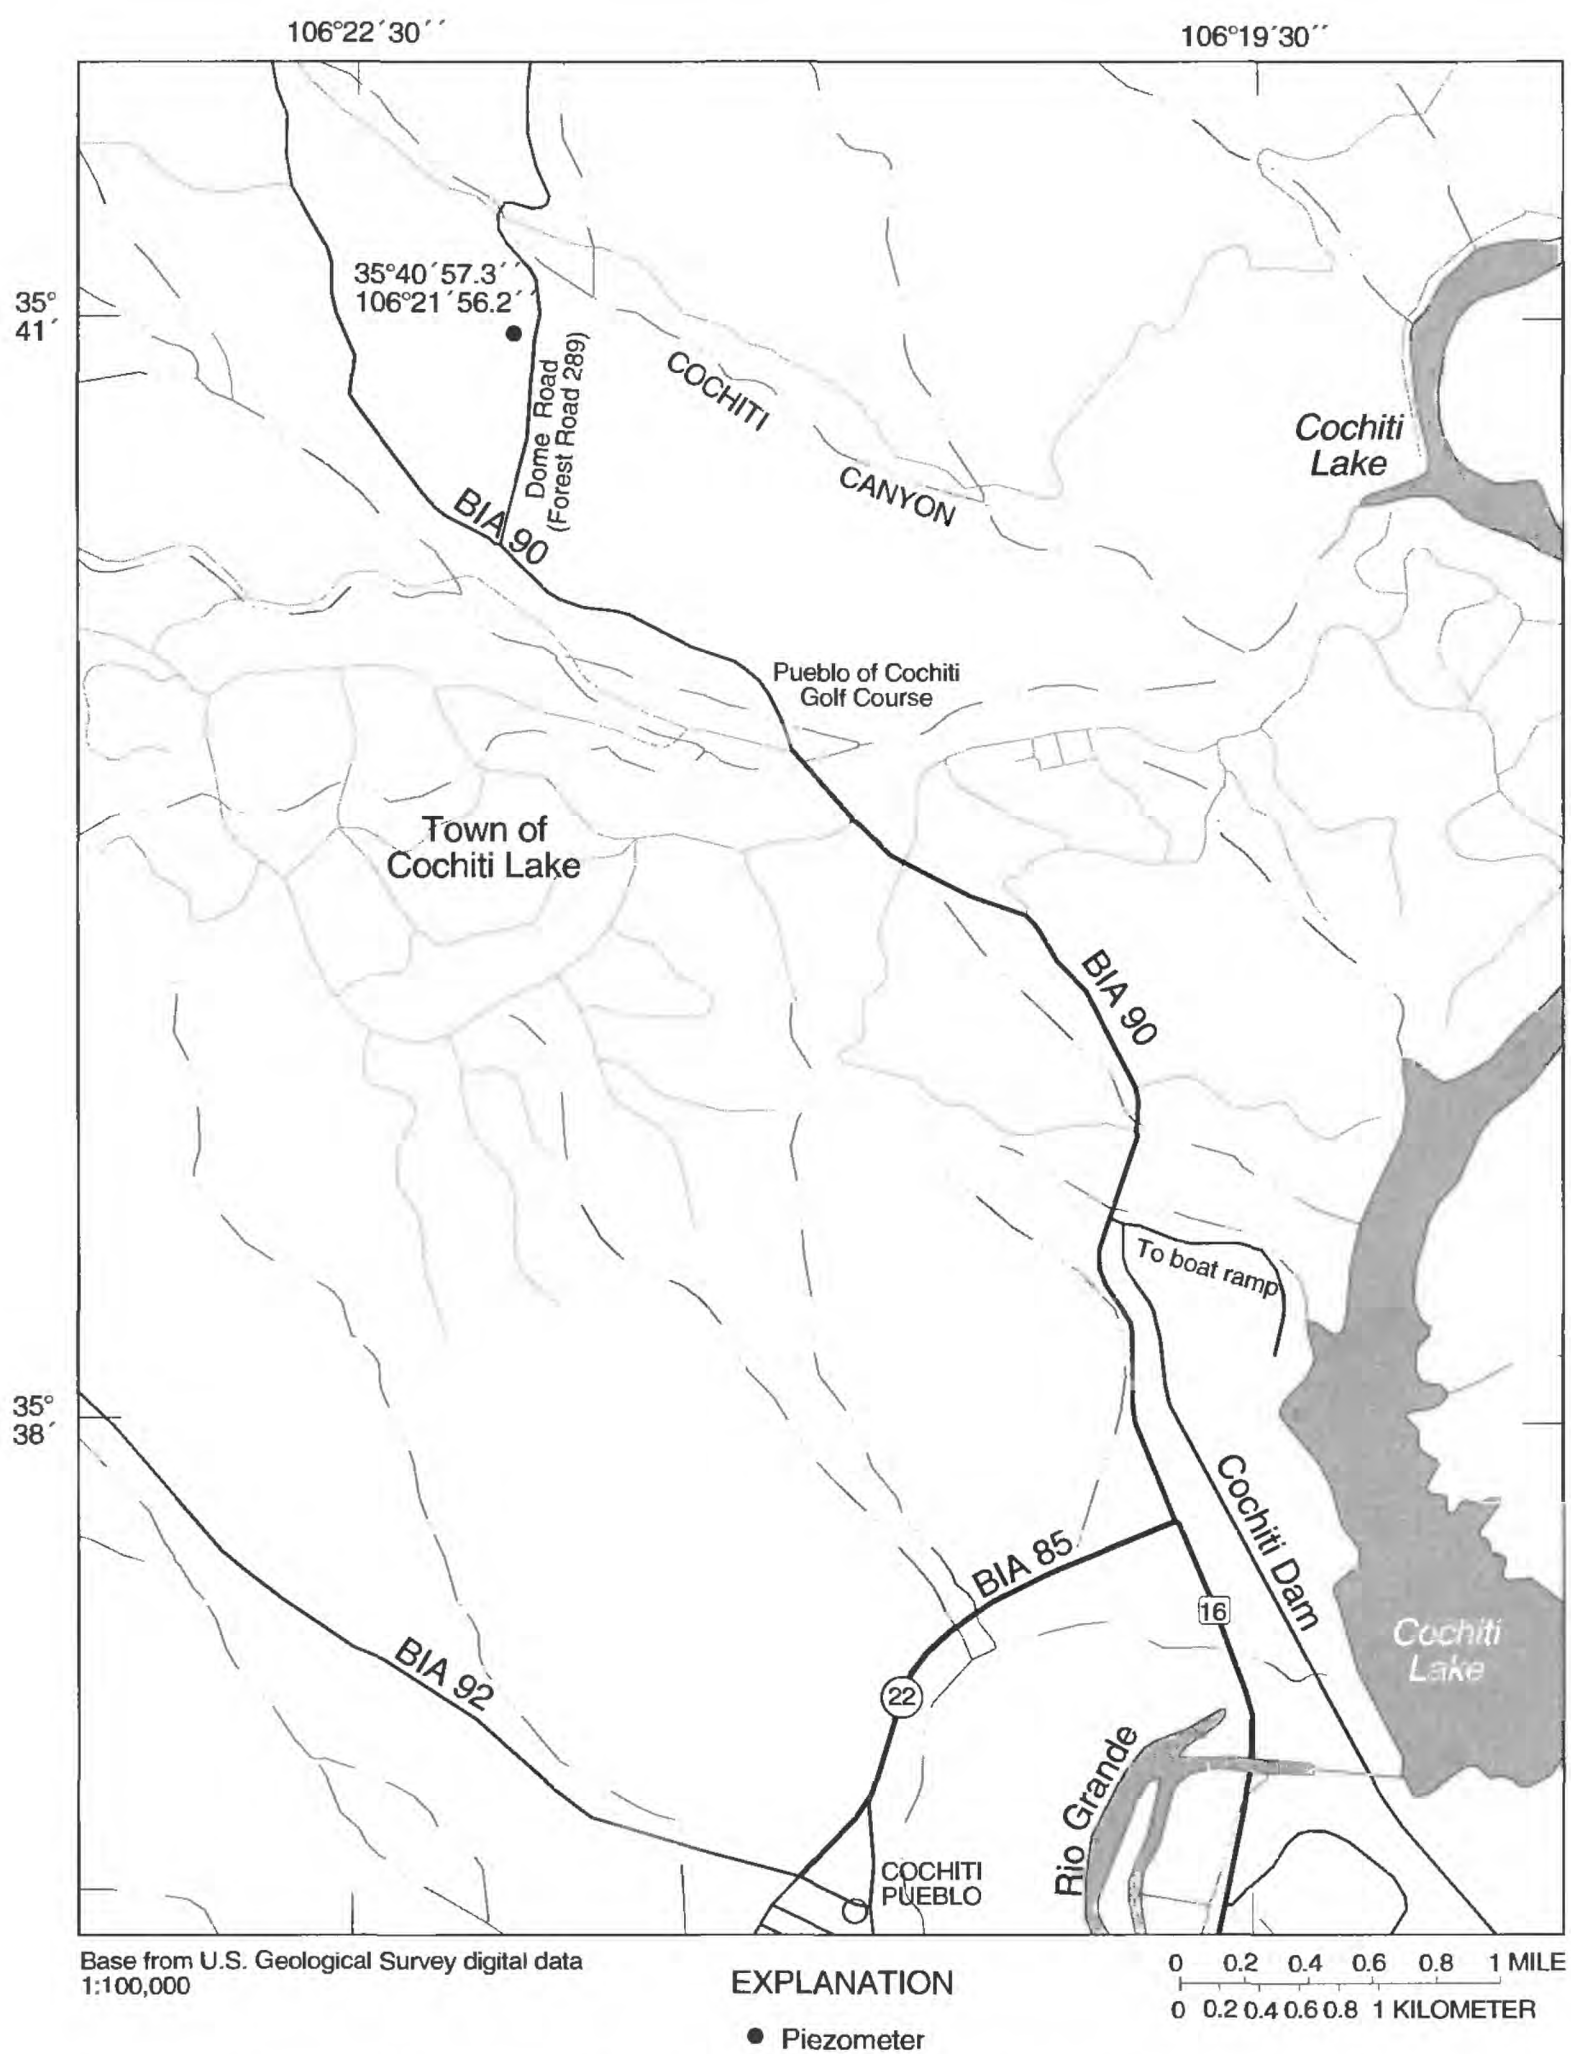 106°22´30´´
106°19´30´´
35°
41´
35°40´57.3´´
106°21´56.2´´
Dome Road
(Forest Road 289)
COCHITI
CANYON
Cochiti
Lake
BIA 90
Pueblo of Cochiti
Golf Course
Town of
Cochiti Lake
BIA 90
To boat ramp
35°
38´
Cochiti Dam
BIA 85
16
Cochiti
Lake
BIA 92
22
Rio Grande
COCHITI
PUEBLO
Base from U.S. Geological Survey digital data
1:100,000
EXPLANATION
Piezometer
0 0.2 0.4 0.6 0.8 1 MILE
0 0.2 0.4 0.6 0.8 1 KILOMETER